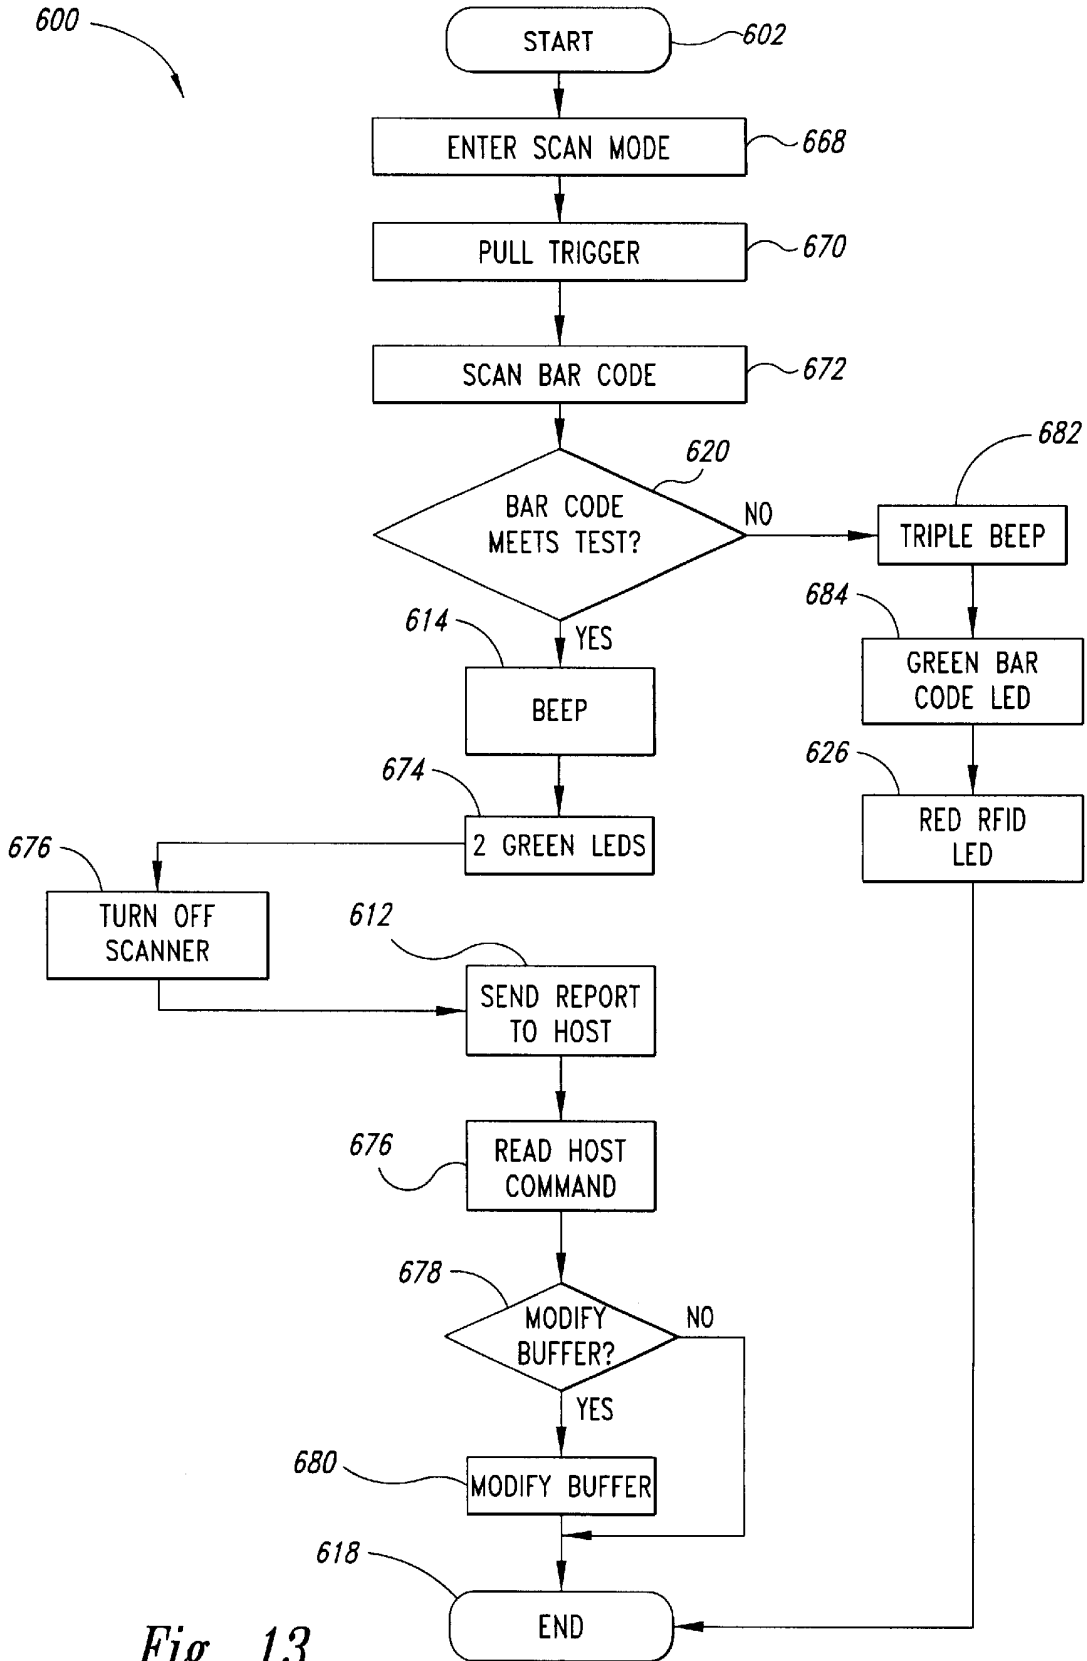 600
START
602
ENTER SCAN MODE
668
PULL TRIGGER
670
SCAN BAR CODE
672
620
BAR CODE
MEETS TEST?
NO
682
TRIPLE BEEP
684
GREEN BAR
CODE LED
626
RED RFID
LED
YES
614
BEEP
674
2 GREEN LEDS
676
TURN OFF
SCANNER
612
SEND REPORT
TO HOST
676
READ HOST
COMMAND
678
MODIFY
BUFFER?
NO
YES
680
MODIFY BUFFER
618
END
Fig. 13